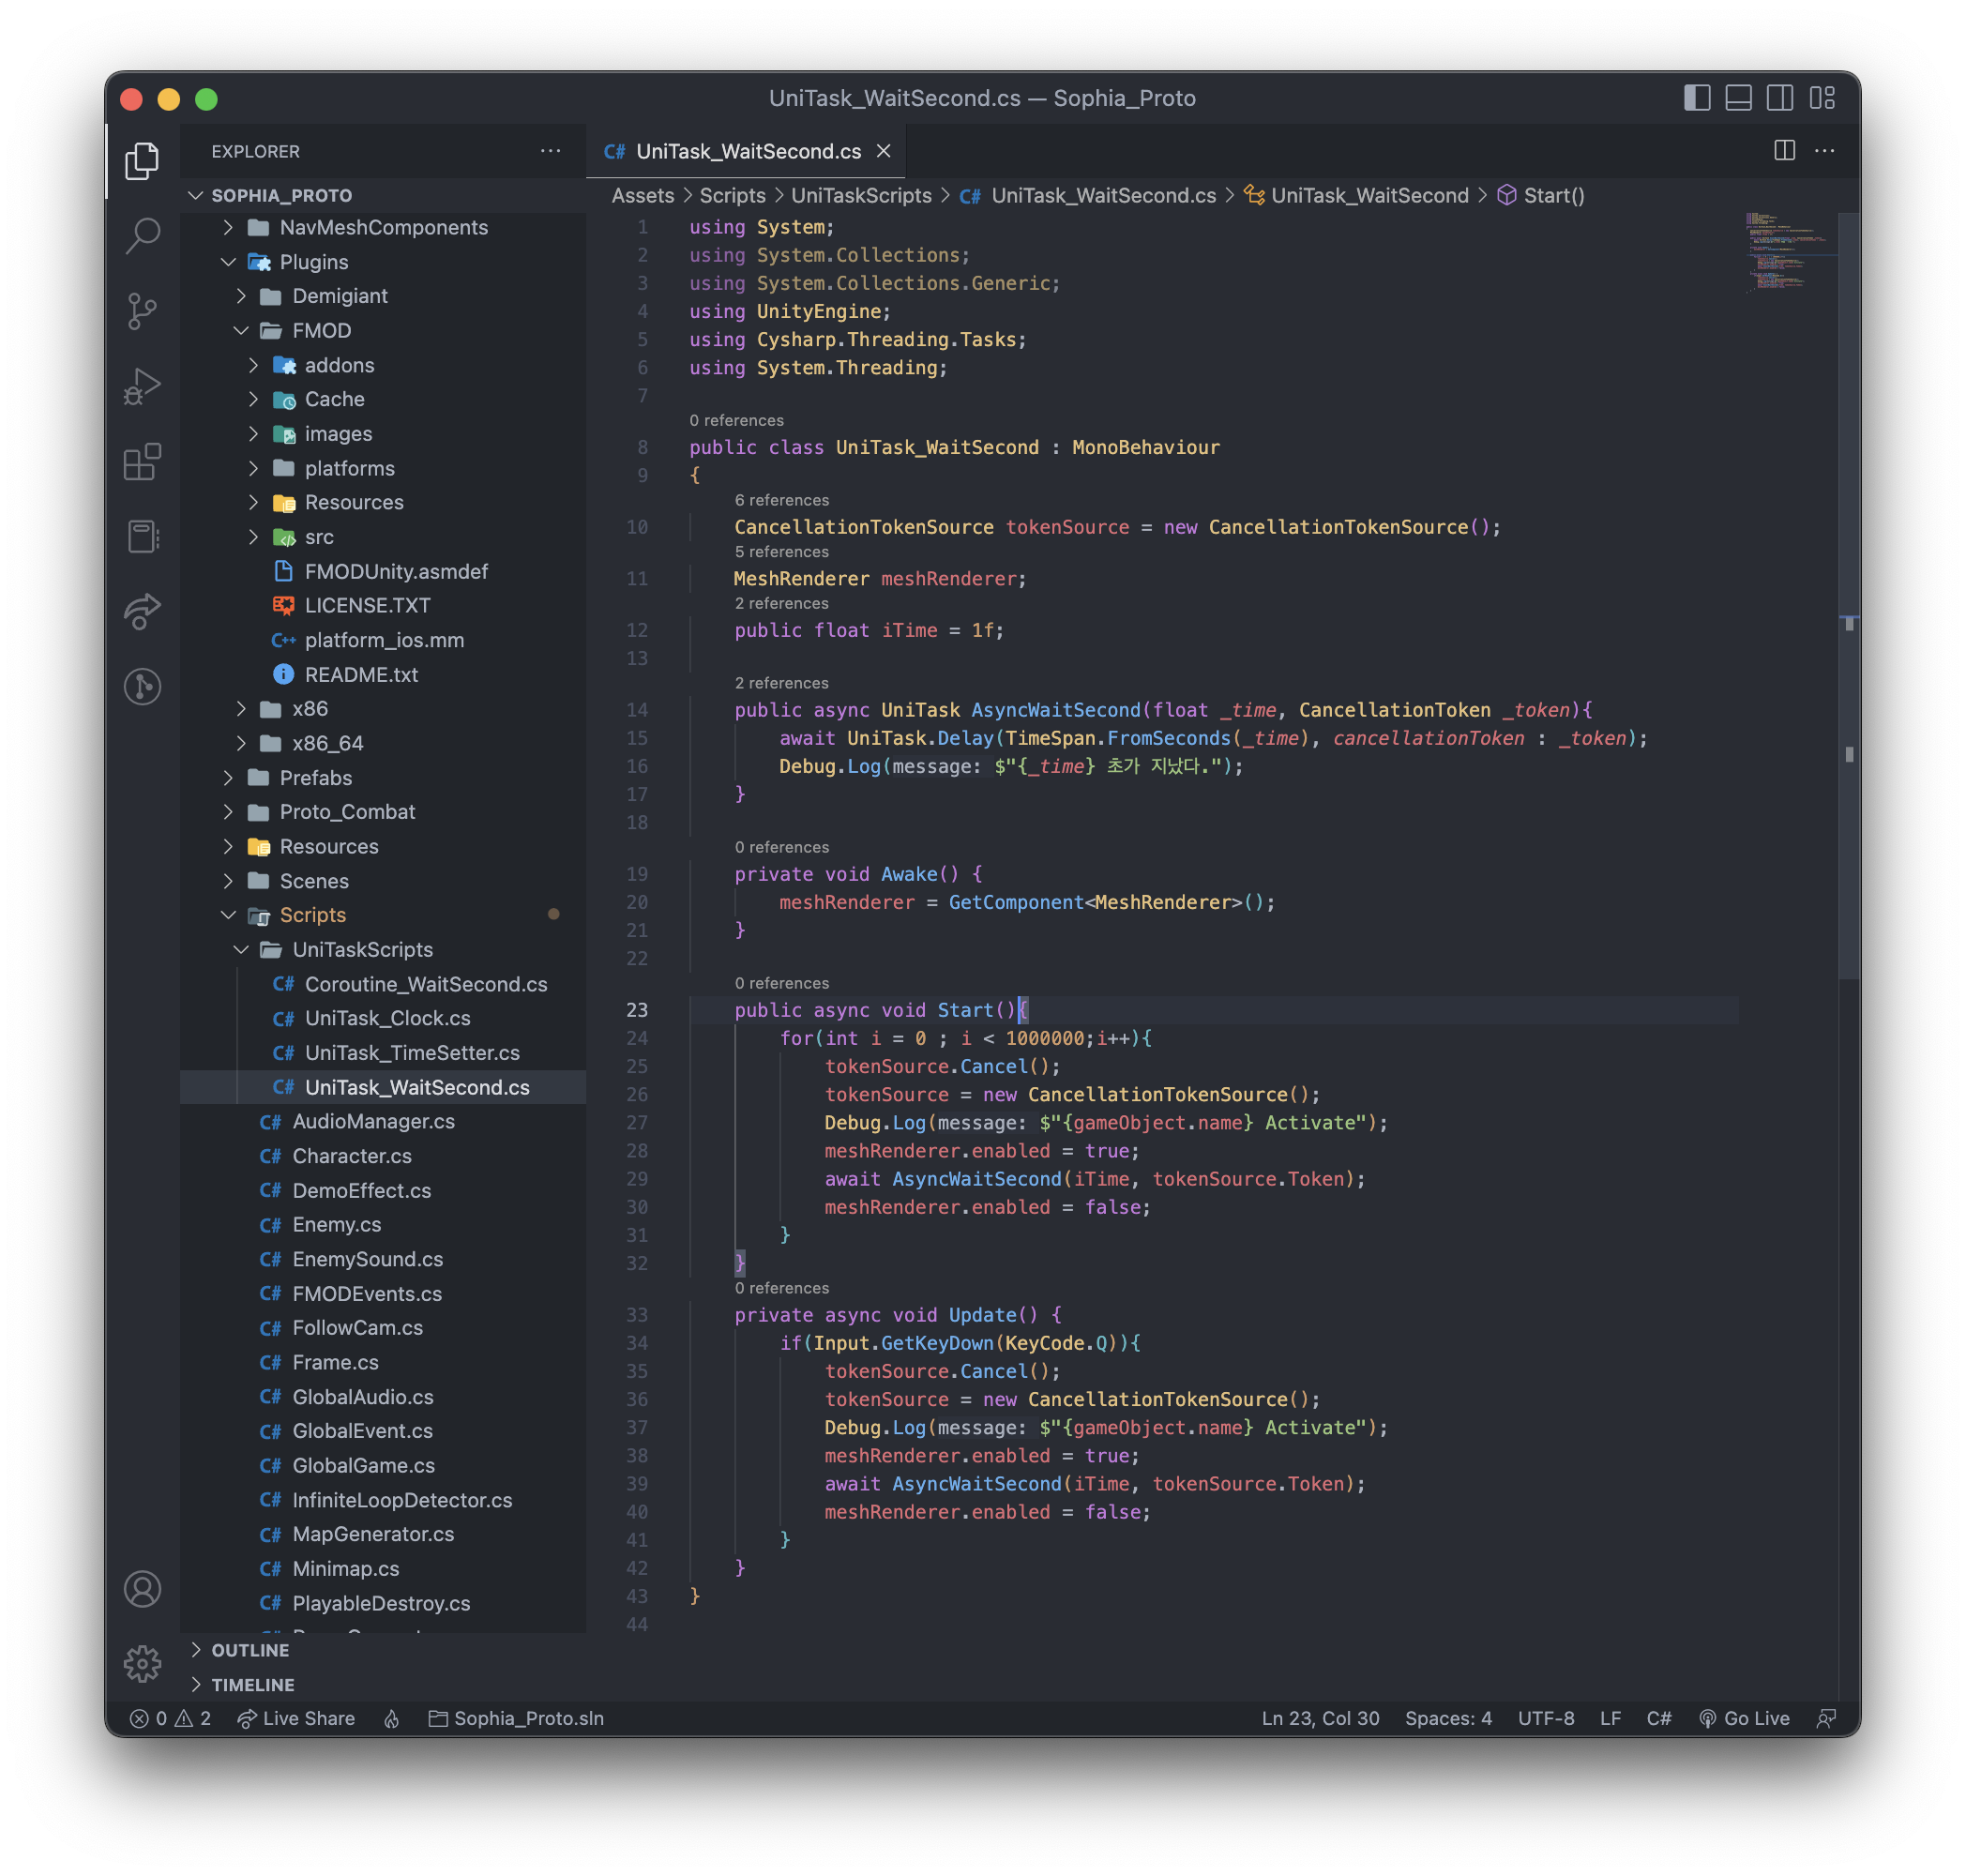 UniTask_WaitSecond.cs — Sophia_Proto
EXPLORER
SOPHIA_PROTO
NavMeshComponents
Plugins
Demigiant
FMOD
addons
Cache
images
platforms
Resources
src
FMODUnity.asmdef
LICENSE.TXT
C++ platform_ios.mm
README.txt
x86
x86_64
Prefabs
Proto_Combat
Resources
Scenes
Scripts
UniTaskScripts
C# Coroutine_WaitSecond.cs
C# UniTask_Clock.cs
C# UniTask_TimeSetter.cs
C# UniTask_WaitSecond.cs
C# AudioManager.cs
C# Character.cs
C# DemoEffect.cs
C# Enemy.cs
C# EnemySound.cs
C# FMODEvents.cs
C# FollowCam.cs
C# Frame.cs
C# GlobalAudio.cs
C# GlobalEvent.cs
C# GlobalGame.cs
C# InfiniteLoopDetector.cs
C# MapGenerator.cs
C# Minimap.cs
C# PlayableDestroy.cs
OUTLINE
TIMELINE
C# UniTask_WaitSecond.cs
Assets > Scripts > UniTaskScripts > C# UniTask_WaitSecond.cs > UniTask_WaitSecond > Start()
1 using System;
2 using System.Collections;
3 using System.Collections.Generic;
4 using UnityEngine;
5 using Cysharp.Threading.Tasks;
6 using System.Threading;
7
0 references
8 public class UniTask_WaitSecond : MonoBehaviour
9 {
6 references
10 CancellationTokenSource tokenSource = new CancellationTokenSource();
5 references
11 MeshRenderer meshRenderer;
2 references
12 public float iTime = 1f;
13
2 references
14 public async UniTask AsyncWaitSecond(float _time, CancellationToken _token){
15 await UniTask.Delay(TimeSpan.FromSeconds(_time), cancellationToken : _token);
16 Debug.Log(message: $"{_time} 초가 지났다.");
17 }
18
0 references
19 private void Awake() {
20 meshRenderer = GetComponent<MeshRenderer>();
21 }
22
0 references
23 public async void Start(){
24 for(int i = 0 ; i < 1000000;i++){
25 tokenSource.Cancel();
26 tokenSource = new CancellationTokenSource();
27 Debug.Log(message: $"{gameObject.name} Activate");
28 meshRenderer.enabled = true;
29 await AsyncWaitSecond(iTime, tokenSource.Token);
30 meshRenderer.enabled = false;
31 }
32 }
0 references
33 private async void Update() {
34 if(Input.GetKeyDown(KeyCode.Q)){
35 tokenSource.Cancel();
36 tokenSource = new CancellationTokenSource();
37 Debug.Log(message: $"{gameObject.name} Activate");
38 meshRenderer.enabled = true;
39 await AsyncWaitSecond(iTime, tokenSource.Token);
40 meshRenderer.enabled = false;
41 }
42 }
43 }
44
0 2 Live Share Sophia_Proto.sln Ln 23, Col 30 Spaces: 4 UTF-8 LF C# Go Live